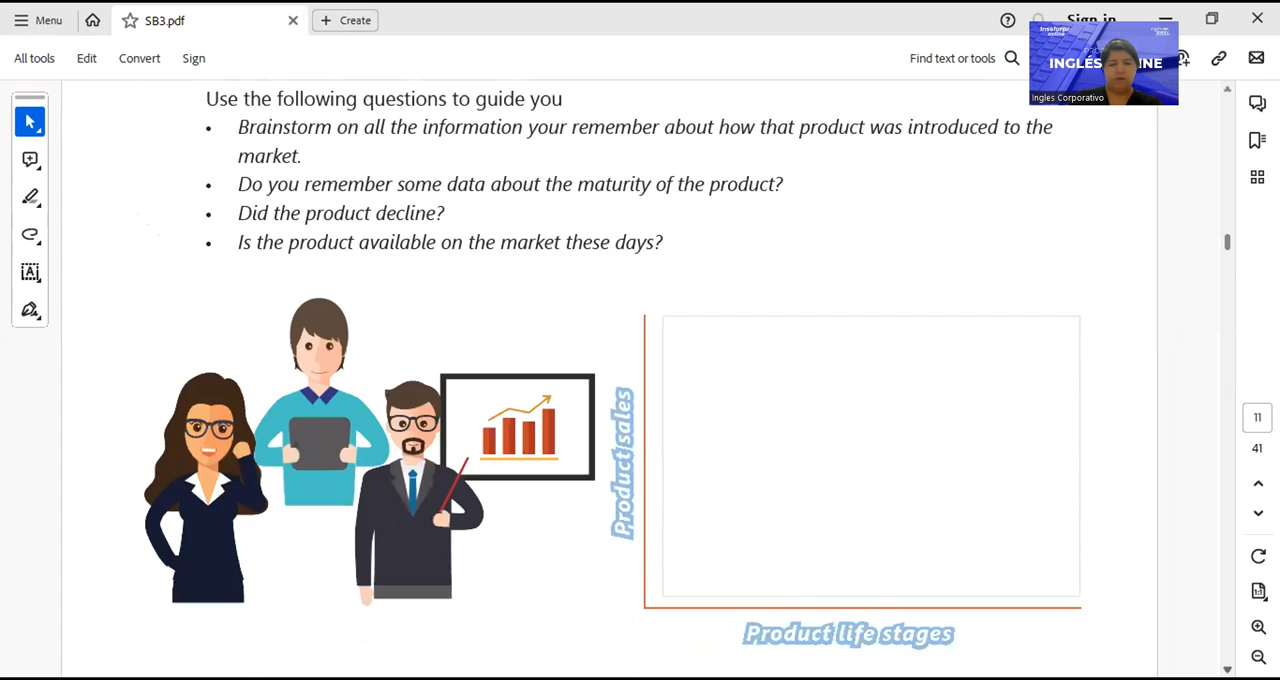 Menu
SB3.pdf
Create
Sign in
All tools
Edit
Convert
Sign
Find text or tools
INGLÉS
INE
Ingles Corporativo
Use the following questions to guide you
• Brainstorm on all the information your remember about how that product was introduced to the
market.
• Do you remember some data about the maturity of the product?
• Did the product decline?
• Is the product available on the market these days?
Product sales
Product life stages
11
41